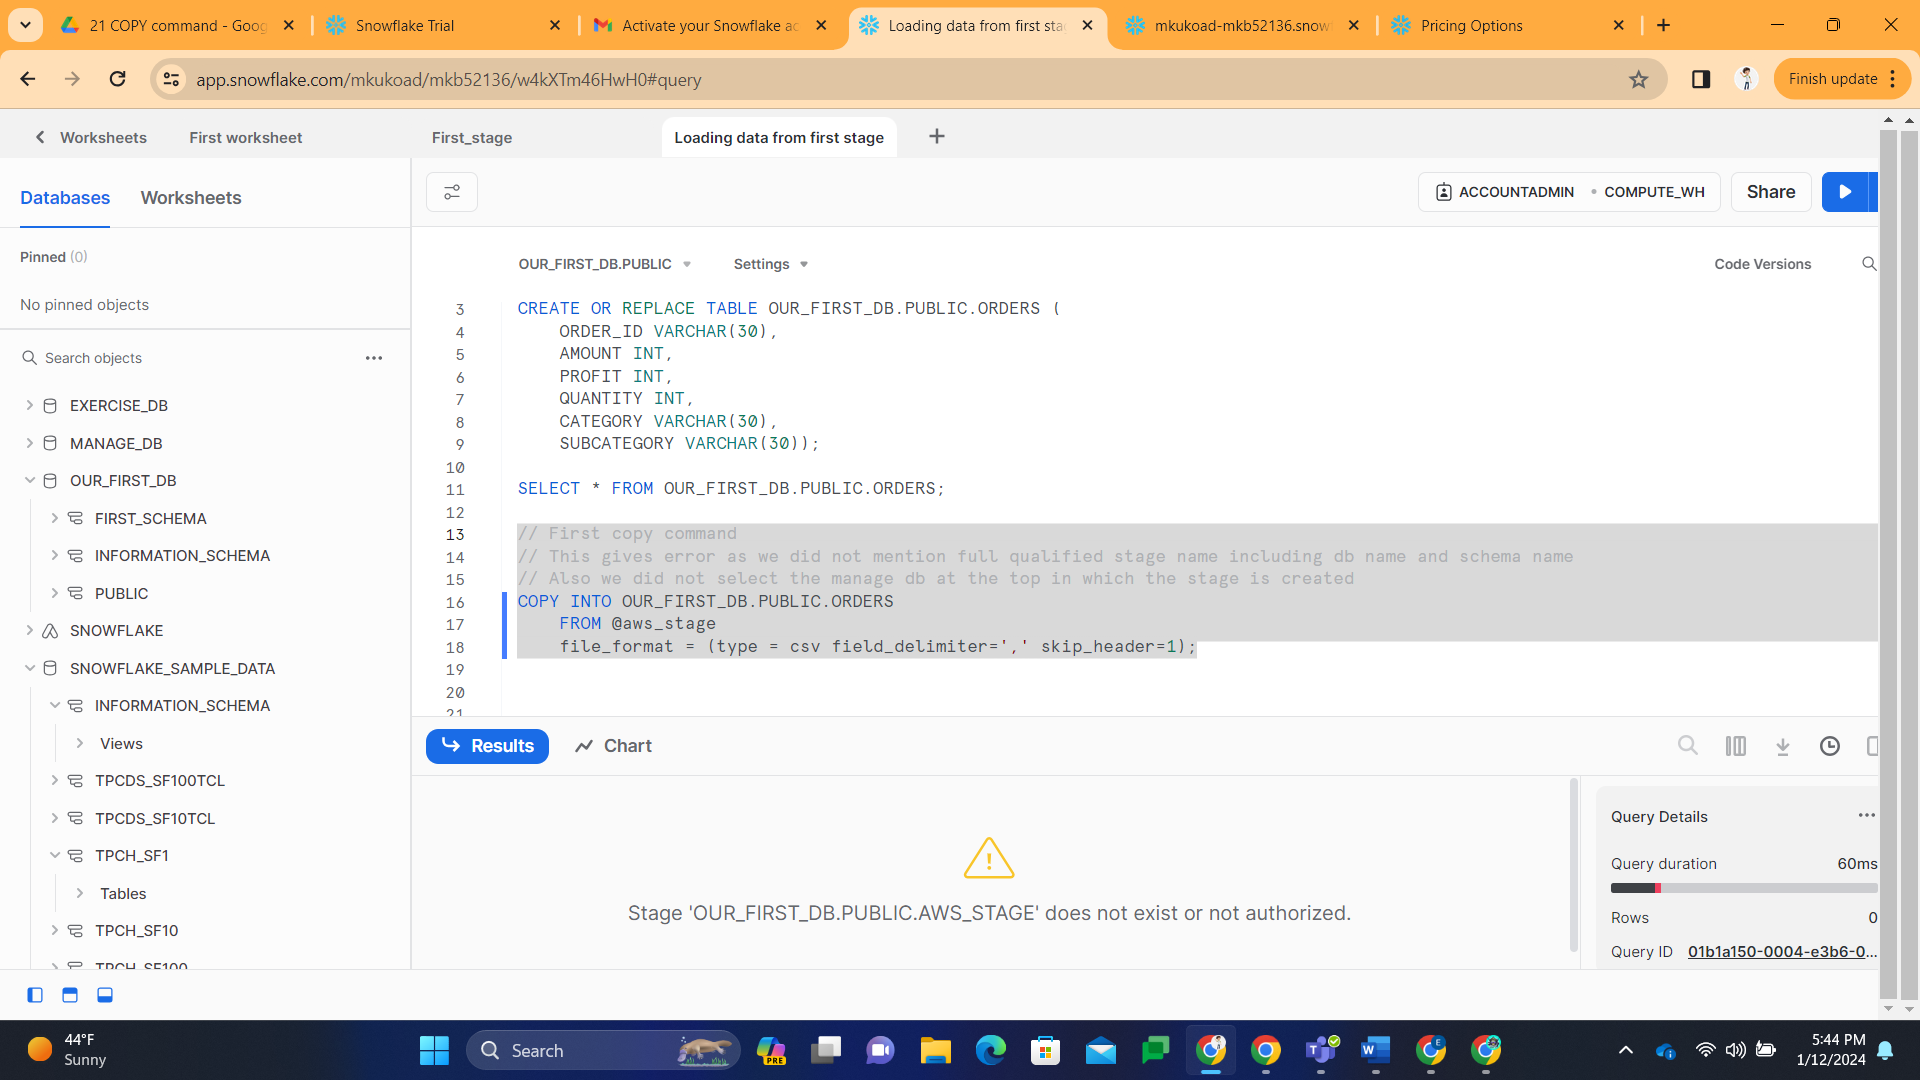 21 COPY command - Goog
Snowflake Trial
Activate your Snowflake ac
Loading data from first sta
mkukoad-mkb52136.snowf
Pricing Options
app.snowflake.com/mkukoad/mkb52136/w4kXTm46HwH0#query
Finish update
Worksheets
First worksheet
First_stage
Loading data from first stage
Databases
Worksheets
ACCOUNTADMIN
COMPUTE_WH
Share
Pinned (0)
No pinned objects
Search objects
EXERCISE_DB
MANAGE_DB
OUR_FIRST_DB
FIRST_SCHEMA
INFORMATION_SCHEMA
PUBLIC
SNOWFLAKE
SNOWFLAKE_SAMPLE_DATA
INFORMATION_SCHEMA
Views
TPCDS_SF100TCL
TPCDS_SF10TCL
TPCH_SF1
Tables
TPCH_SF10
TPCH_SF100
OUR_FIRST_DB.PUBLIC
Settings
Code Versions
3 CREATE OR REPLACE TABLE OUR_FIRST_DB.PUBLIC.ORDERS (
4 ORDER_ID VARCHAR(30),
5 AMOUNT INT,
6 PROFIT INT,
7 QUANTITY INT,
8 CATEGORY VARCHAR(30),
9 SUBCATEGORY VARCHAR(30));
10
11 SELECT * FROM OUR_FIRST_DB.PUBLIC.ORDERS;
12
13 // First copy command
14 // This gives error as we did not mention full qualified stage name including db name and schema name
15 // Also we did not select the manage db at the top in which the stage is created
16 COPY INTO OUR_FIRST_DB.PUBLIC.ORDERS
17 FROM @aws_stage
18 file_format = (type = csv field_delimiter=',' skip_header=1);
19
20
21
Results
Chart
Stage 'OUR_FIRST_DB.PUBLIC.AWS_STAGE' does not exist or not authorized.
Query Details
Query duration 60ms
Rows 0
Query ID 01b1a150-0004-e3b6-0...
44°F
Sunny
Search
PRE
5:44 PM
1/12/2024